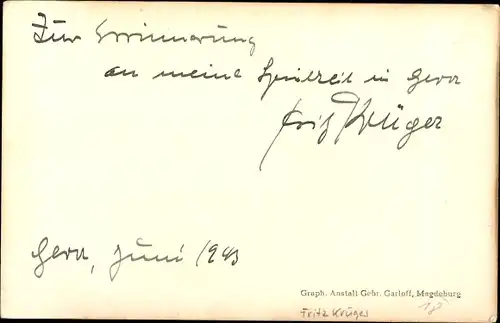 Zur Erinnerung
an meine Spielzeit in Gera
Fritz Krüger
Gera, Juni 1943
Graph. Anstalt Gebr. Garloff, Magdeburg
Fritz Krüger
18